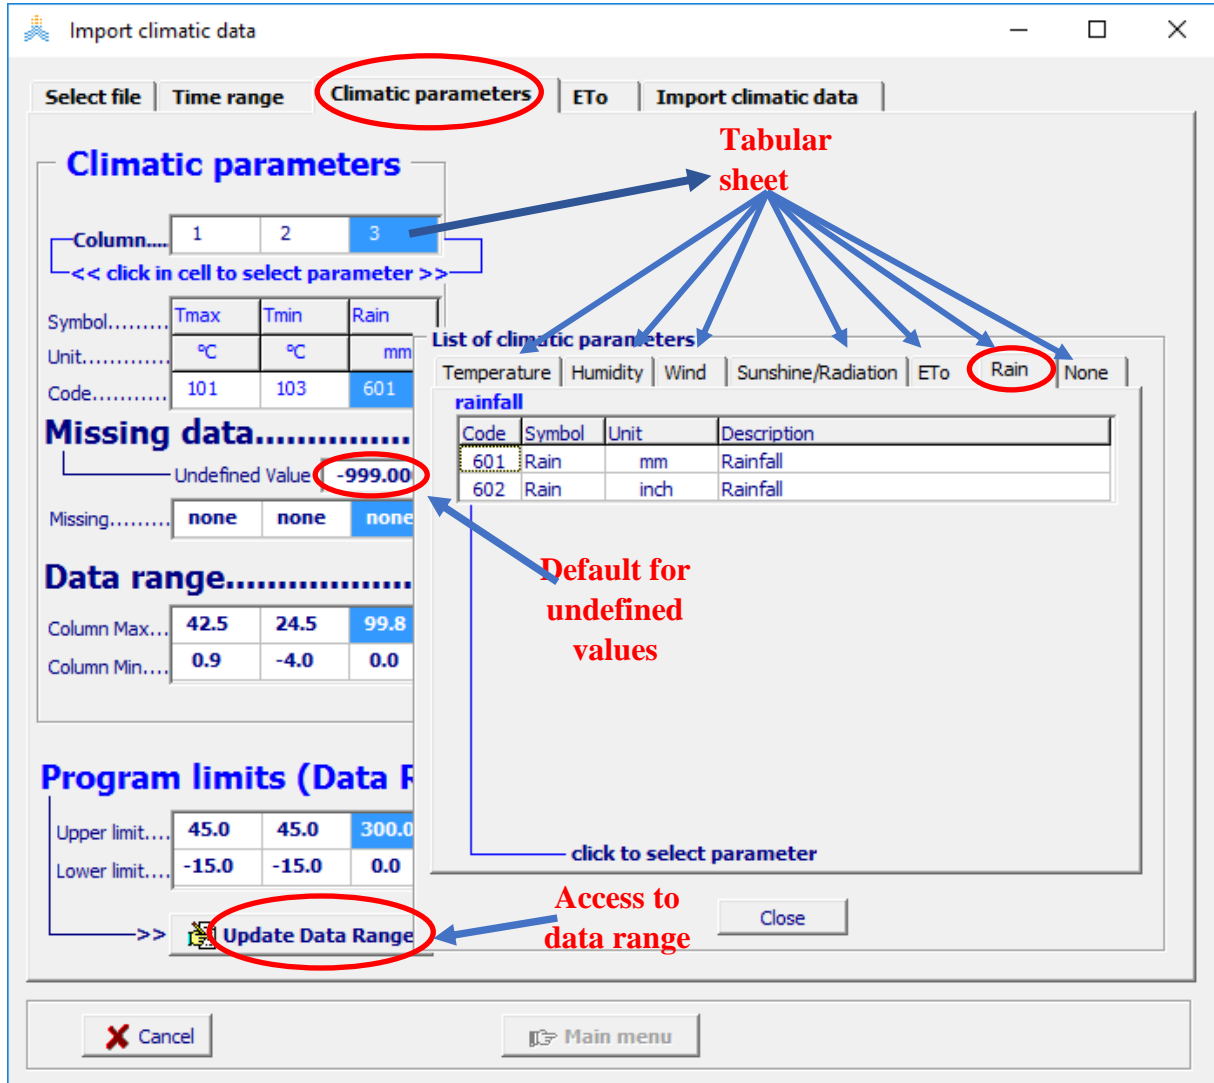 Import climatic data
Select file Time range Climatic parameters ETo Import climatic data
Tabular
sheet
Climatic parameters
Column.... 1 2 3
<< click in cell to select parameter >>
Symbol......... Tmax Tmin Rain
Unit............. ºC ºC mm
Code........... 101 103 601
Missing data...............
Undefined Value -999.00
Missing......... none none none
Data range..................
Column Max... 42.5 24.5 99.8
Column Min.... 0.9 -4.0 0.0
Program limits (Data R
Upper limit.... 45.0 45.0 300.0
Lower limit.... -15.0 -15.0 0.0
>> Update Data Range
List of climatic parameters
Temperature Humidity Wind Sunshine/Radiation ETo Rain None
rainfall
Code Symbol Unit Description
601 Rain mm Rainfall
602 Rain inch Rainfall
Default for
undefined
values
click to select parameter
Access to
data range
Close
Cancel Main menu